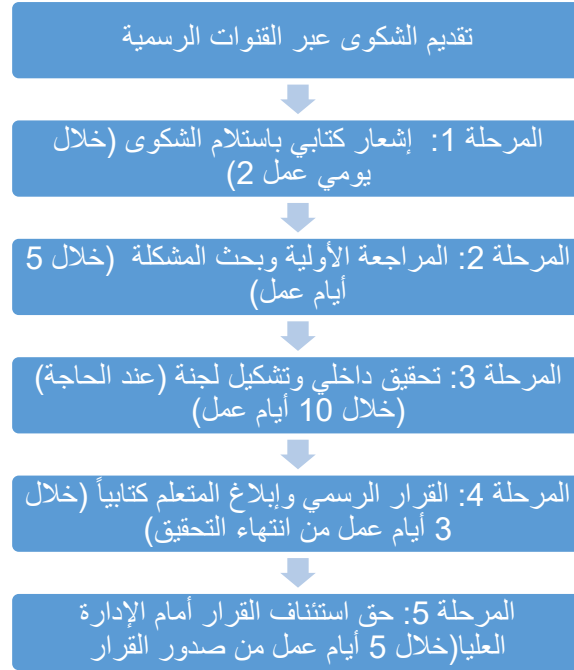 تقديم الشكوى عبر القنوات الرسمية
المرحلة 1: إشعار كتابي باستلام الشكوى (خلال
يومي عمل 2)
المرحلة 2: المراجعة الأولية وبحث المشكلة (خلال 5
أيام عمل)
المرحلة 3: تحقيق داخلي وتشكيل لجنة (عند الحاجة)
(خلال 10 أيام عمل)
المرحلة 4: القرار الرسمي وإبلاغ المتعلم كتابياً (خلال
3 أيام عمل من انتهاء التحقيق)
المرحلة 5: حق استئناف القرار أمام الإدارة
العليا(خلال 5 أيام عمل من صدور القرار